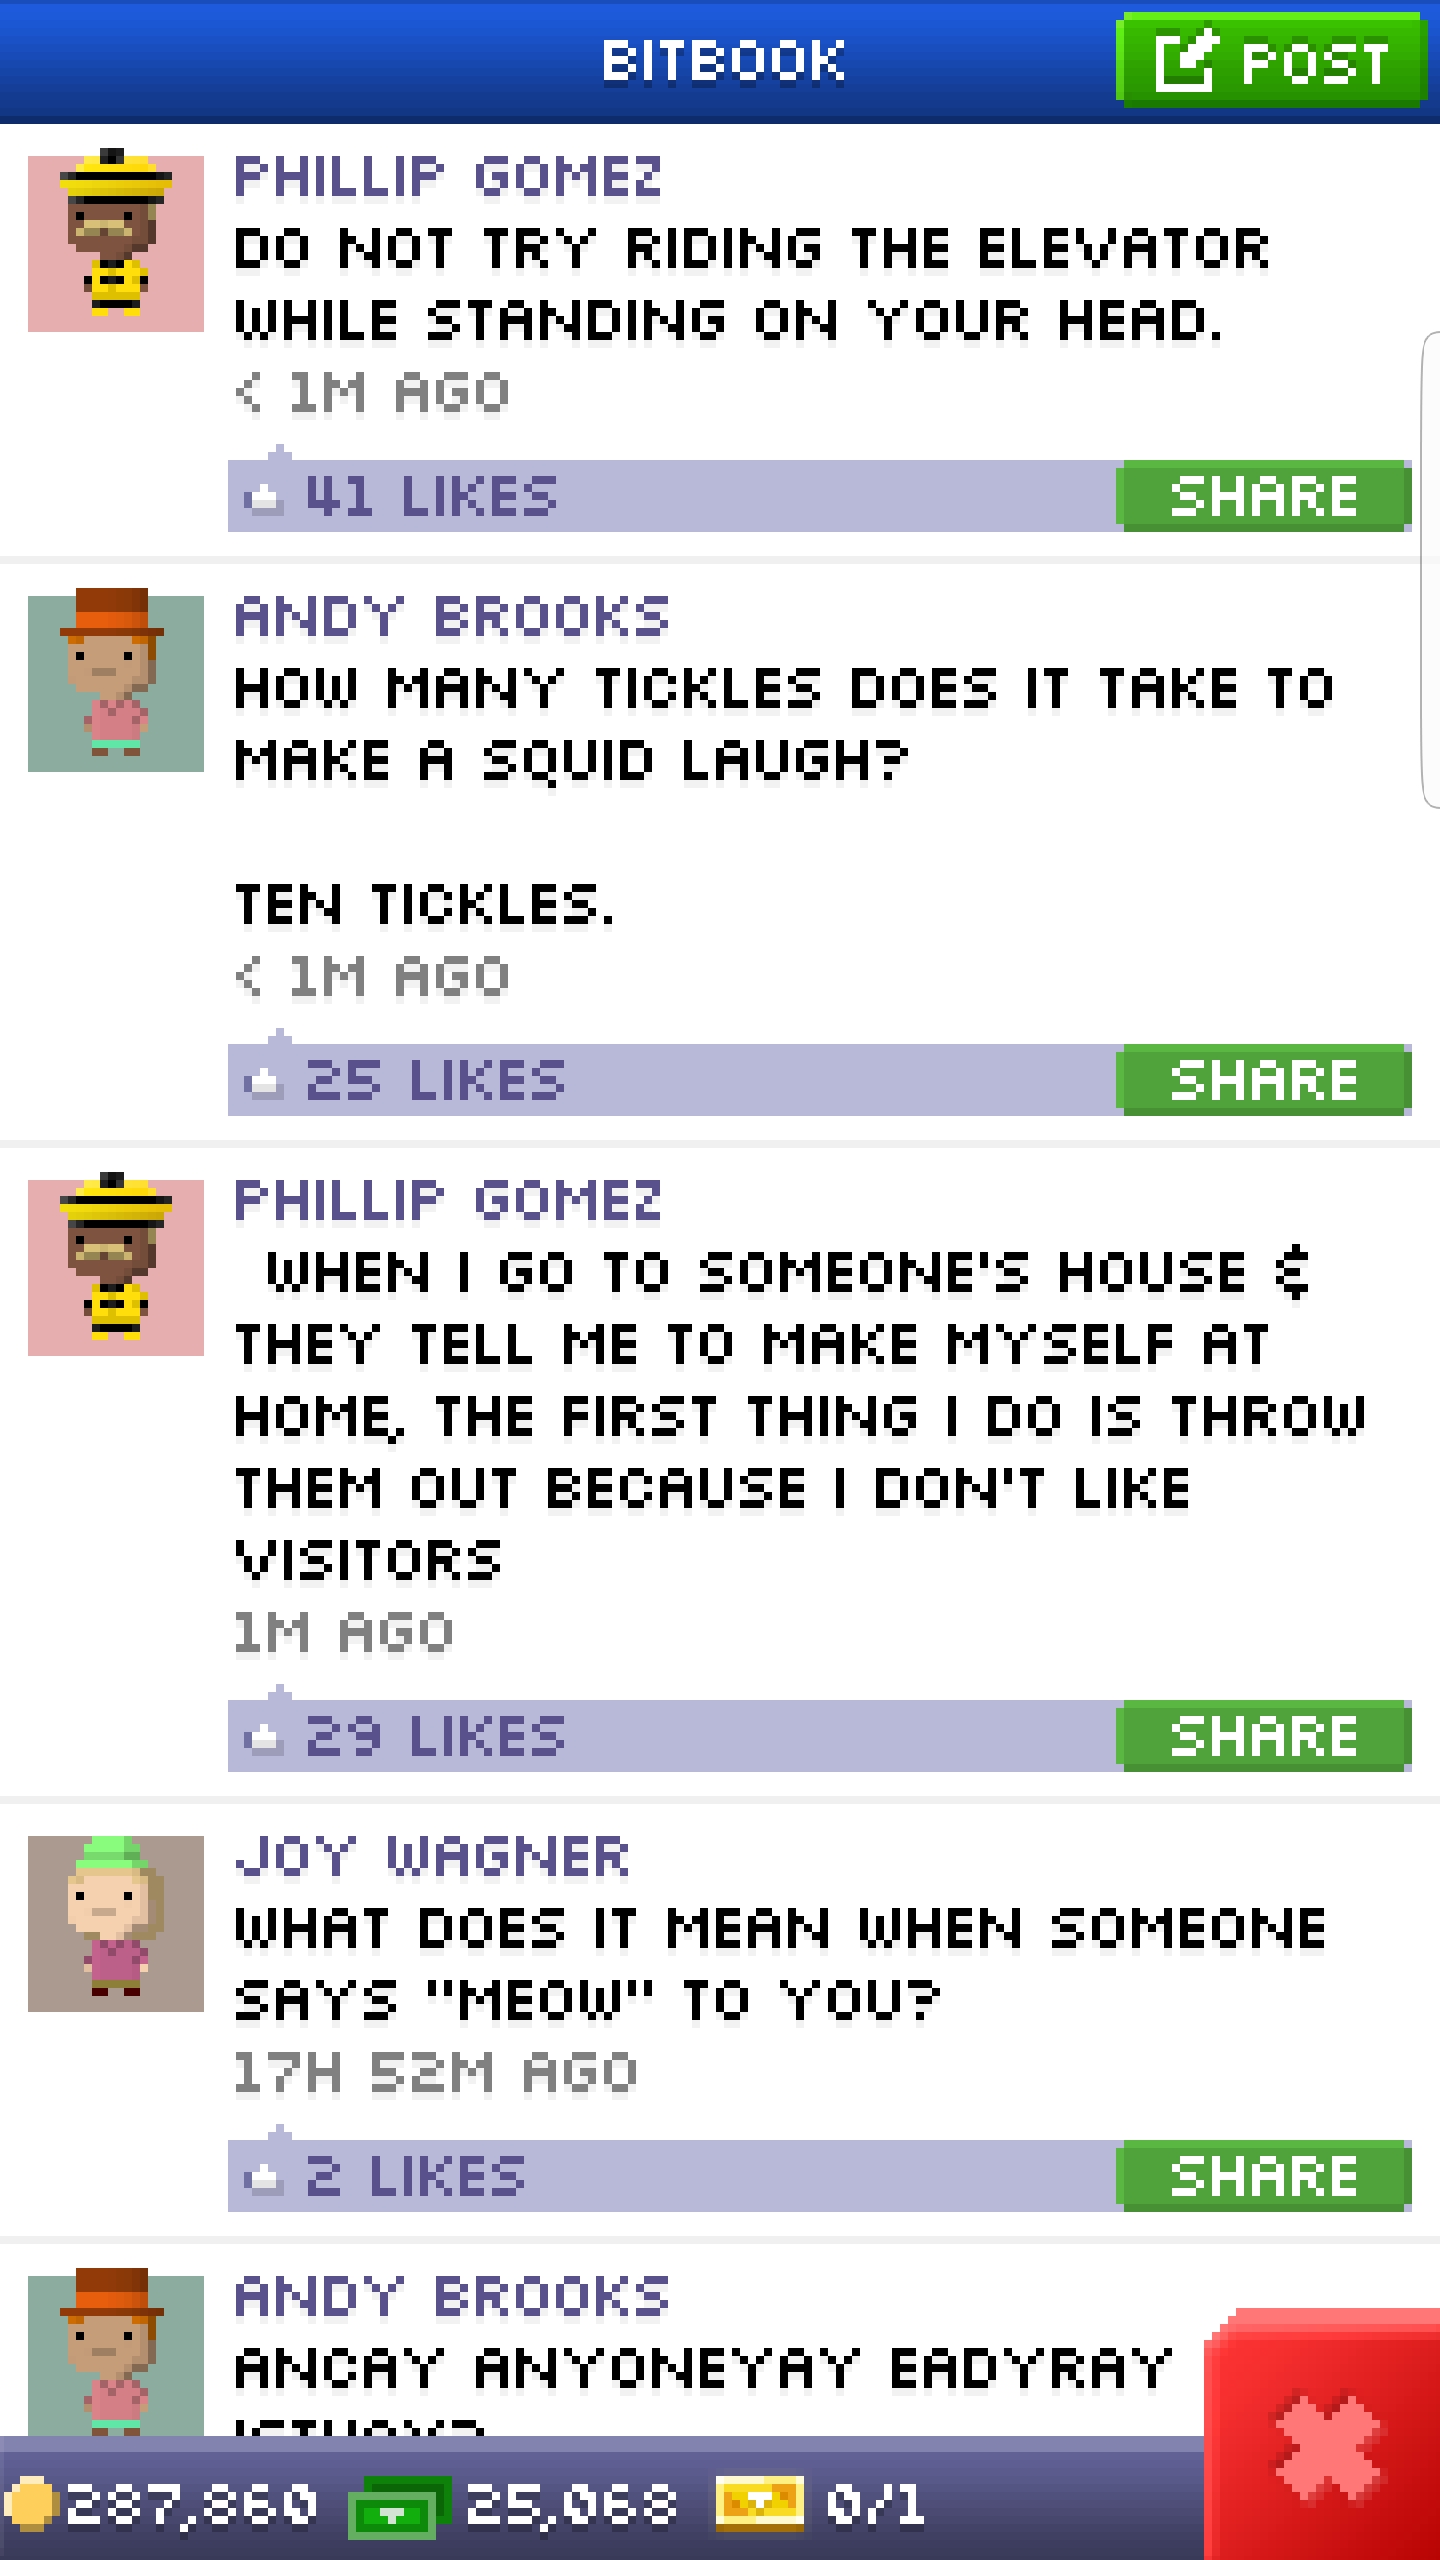 BITBOOK
POST
PHILLIP GOMEZ
DO NOT TRY RIDING THE ELEVATOR
WHILE STANDING ON YOUR HEAD.
< 1M AGO
41 LIKES
SHARE
ANDY BROOKS
HOW MANY TICKLES DOES IT TAKE TO
MAKE A SQUID LAUGH?
TEN TICKLES.
< 1M AGO
25 LIKES
SHARE
PHILLIP GOMEZ
WHEN I GO TO SOMEONE'S HOUSE &
THEY TELL ME TO MAKE MYSELF AT
HOME, THE FIRST THING I DO IS THROW
THEM OUT BECAUSE I DON'T LIKE
VISITORS
1M AGO
29 LIKES
SHARE
JOY WAGNER
WHAT DOES IT MEAN WHEN SOMEONE
SAYS "MEOW" TO YOU?
17H 52M AGO
2 LIKES
SHARE
ANDY BROOKS
ANCAY ANYONEYAY EADYRAY
287,860
25,068
0/1